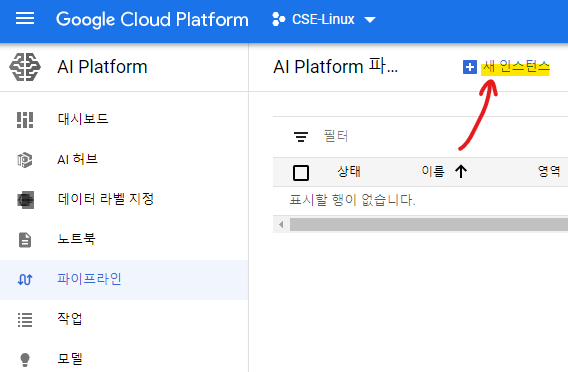 Google Cloud Platform CSE-Linux
AI Platform
AI Platform 파... 새 인스턴스
대시보드
AI 허브
데이터 라벨 지정
노트북
파이프라인
작업
모델
필터
상태 이름 영역
표시할 행이 없습니다.